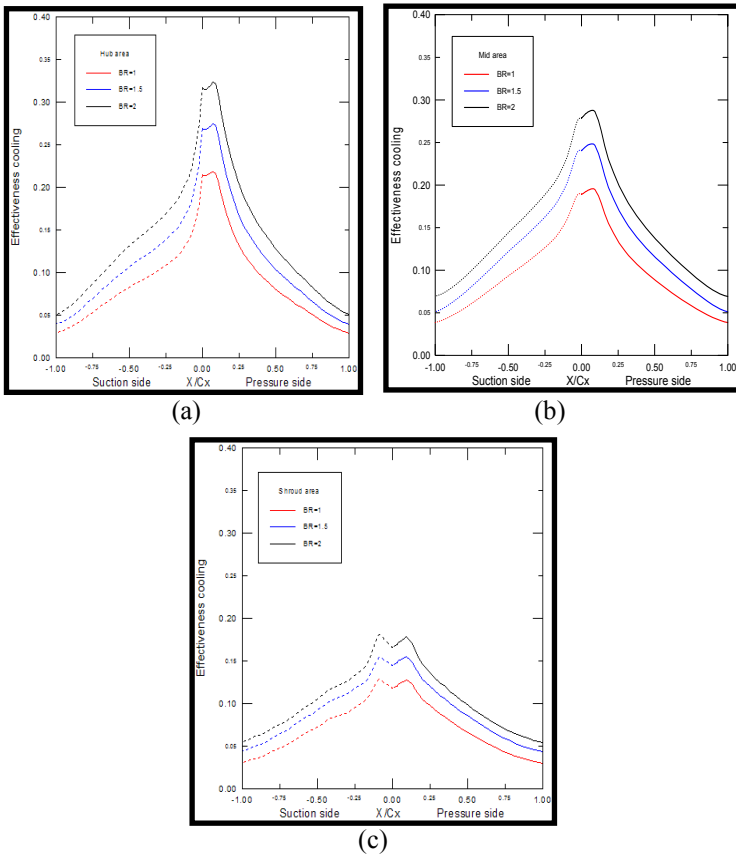 0.40
Hub area
BR=1
BR=1.5
BR=2
0.35
0.30
0.25
0.20
0.15
0.10
0.05
0.00
Effectiveness cooling
-1.00 -0.75 -0.50 -0.25 0.00 0.25 0.50 0.75 1.00
Suction side X/Cx Pressure side
(a)
0.40
Mid area
BR=1
BR=1.5
BR=2
0.35
0.30
0.25
0.20
0.15
0.10
0.05
0.00
Effectiveness cooling
-1.00 -0.75 -0.50 -0.25 0.00 0.25 0.50 0.75 1.00
Suction side X/Cx Pressure side
(b)
0.40
Shroud area
BR=1
BR=1.5
BR=2
0.35
0.30
0.25
0.20
0.15
0.10
0.05
0.00
Effectiveness cooling
-1.00 -0.75 -0.50 -0.25 0.00 0.25 0.50 0.75 1.00
Suction side X/Cx Pressure side
(c)